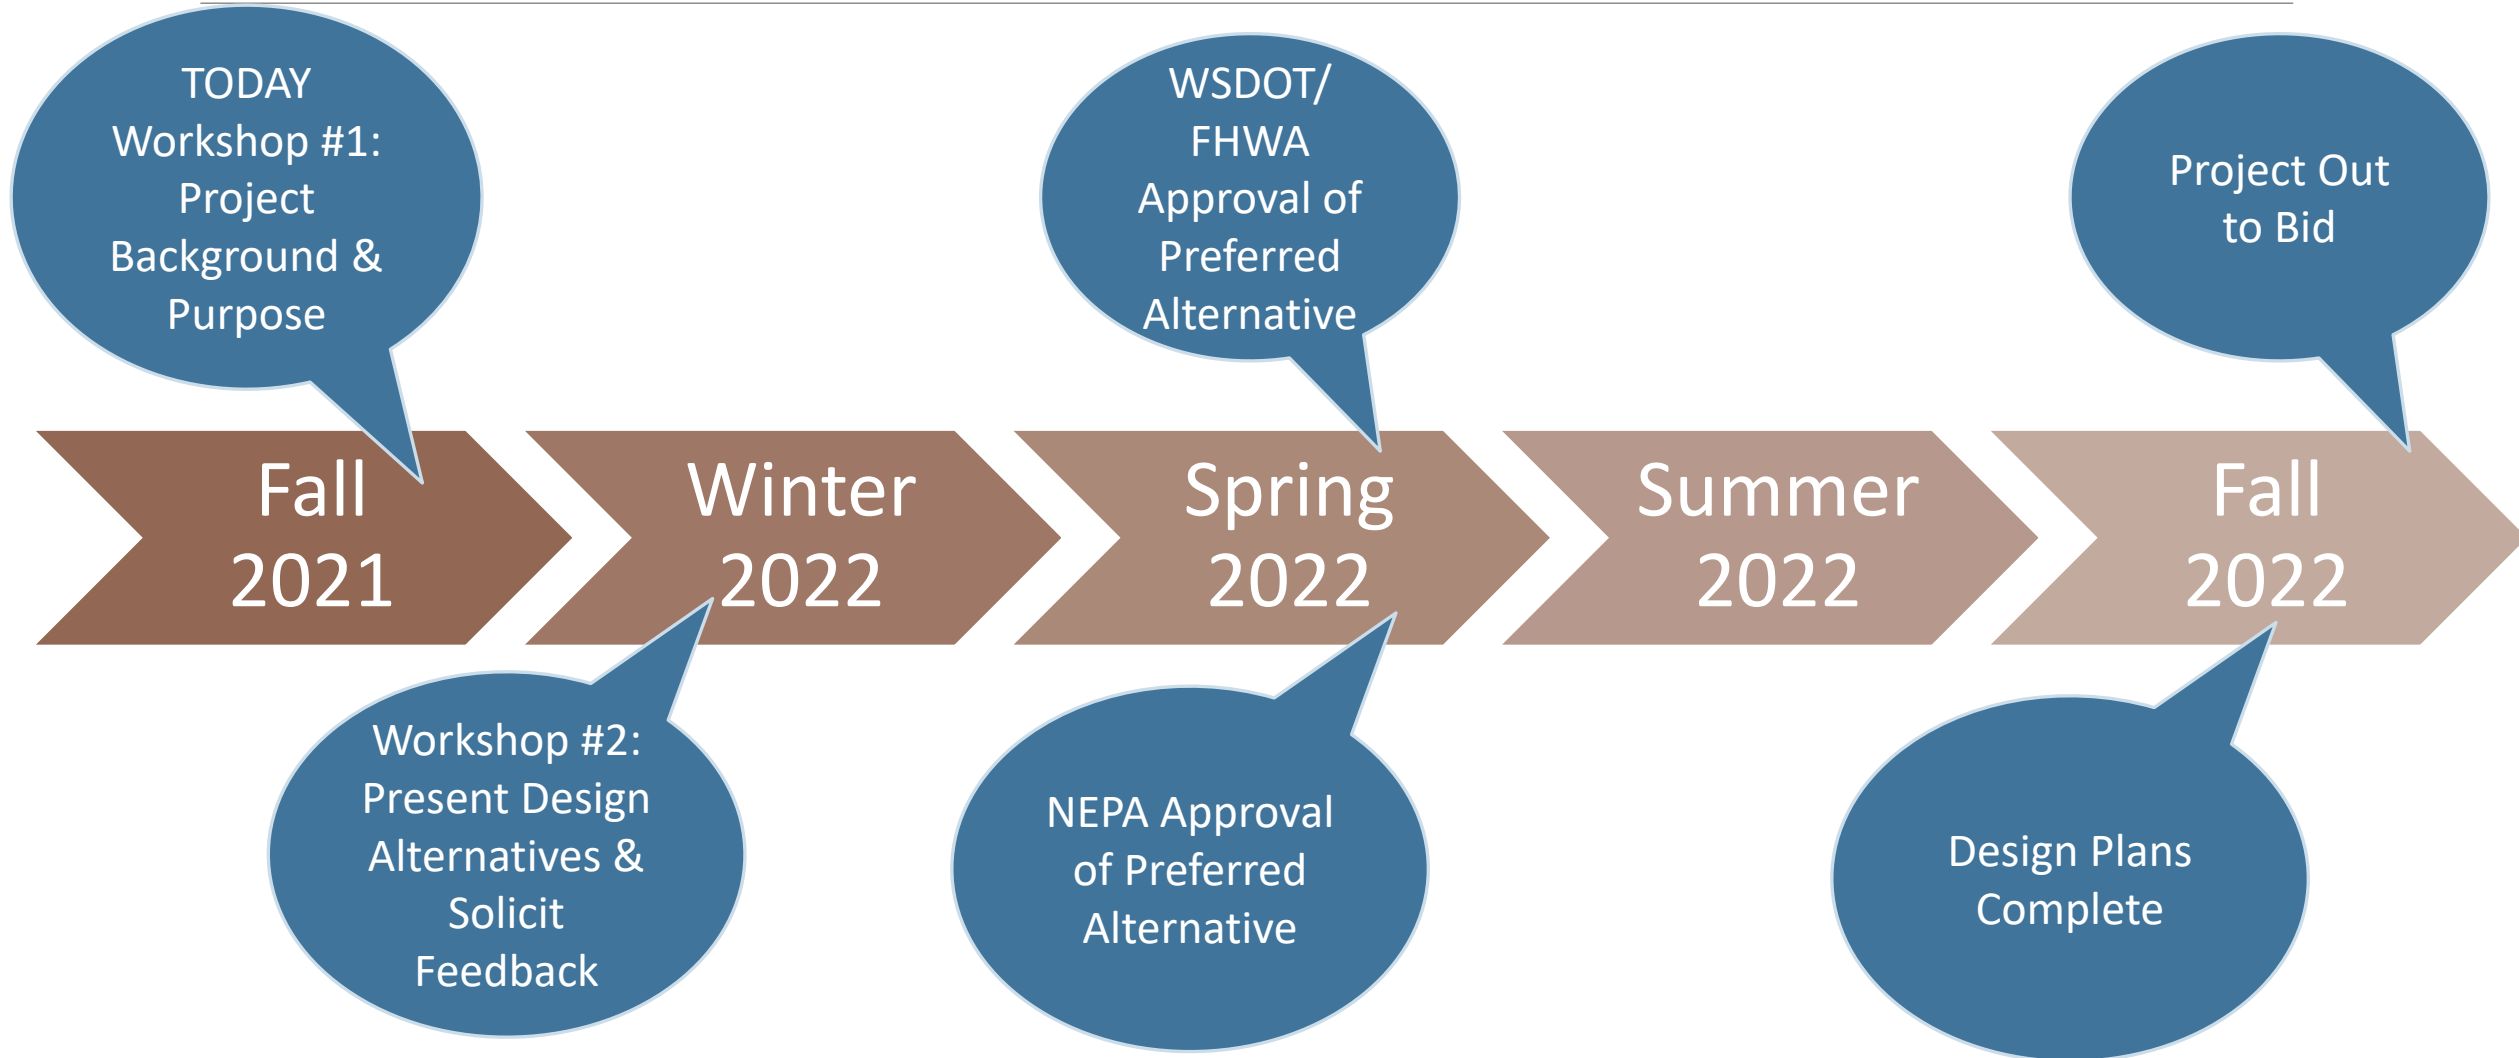 TODAY
Workshop #1:
Project
Background &
Purpose
WSDOT/
FHWA
Approval of
Preferred
Alternative
Project Out
to Bid
Fall
2021
Winter
2022
Spring
2022
Summer
2022
Fall
2022
Workshop #2:
Present Design
Alternatives &
Solicit
Feedback
NEPA Approval
of Preferred
Alternative
Design Plans
Complete